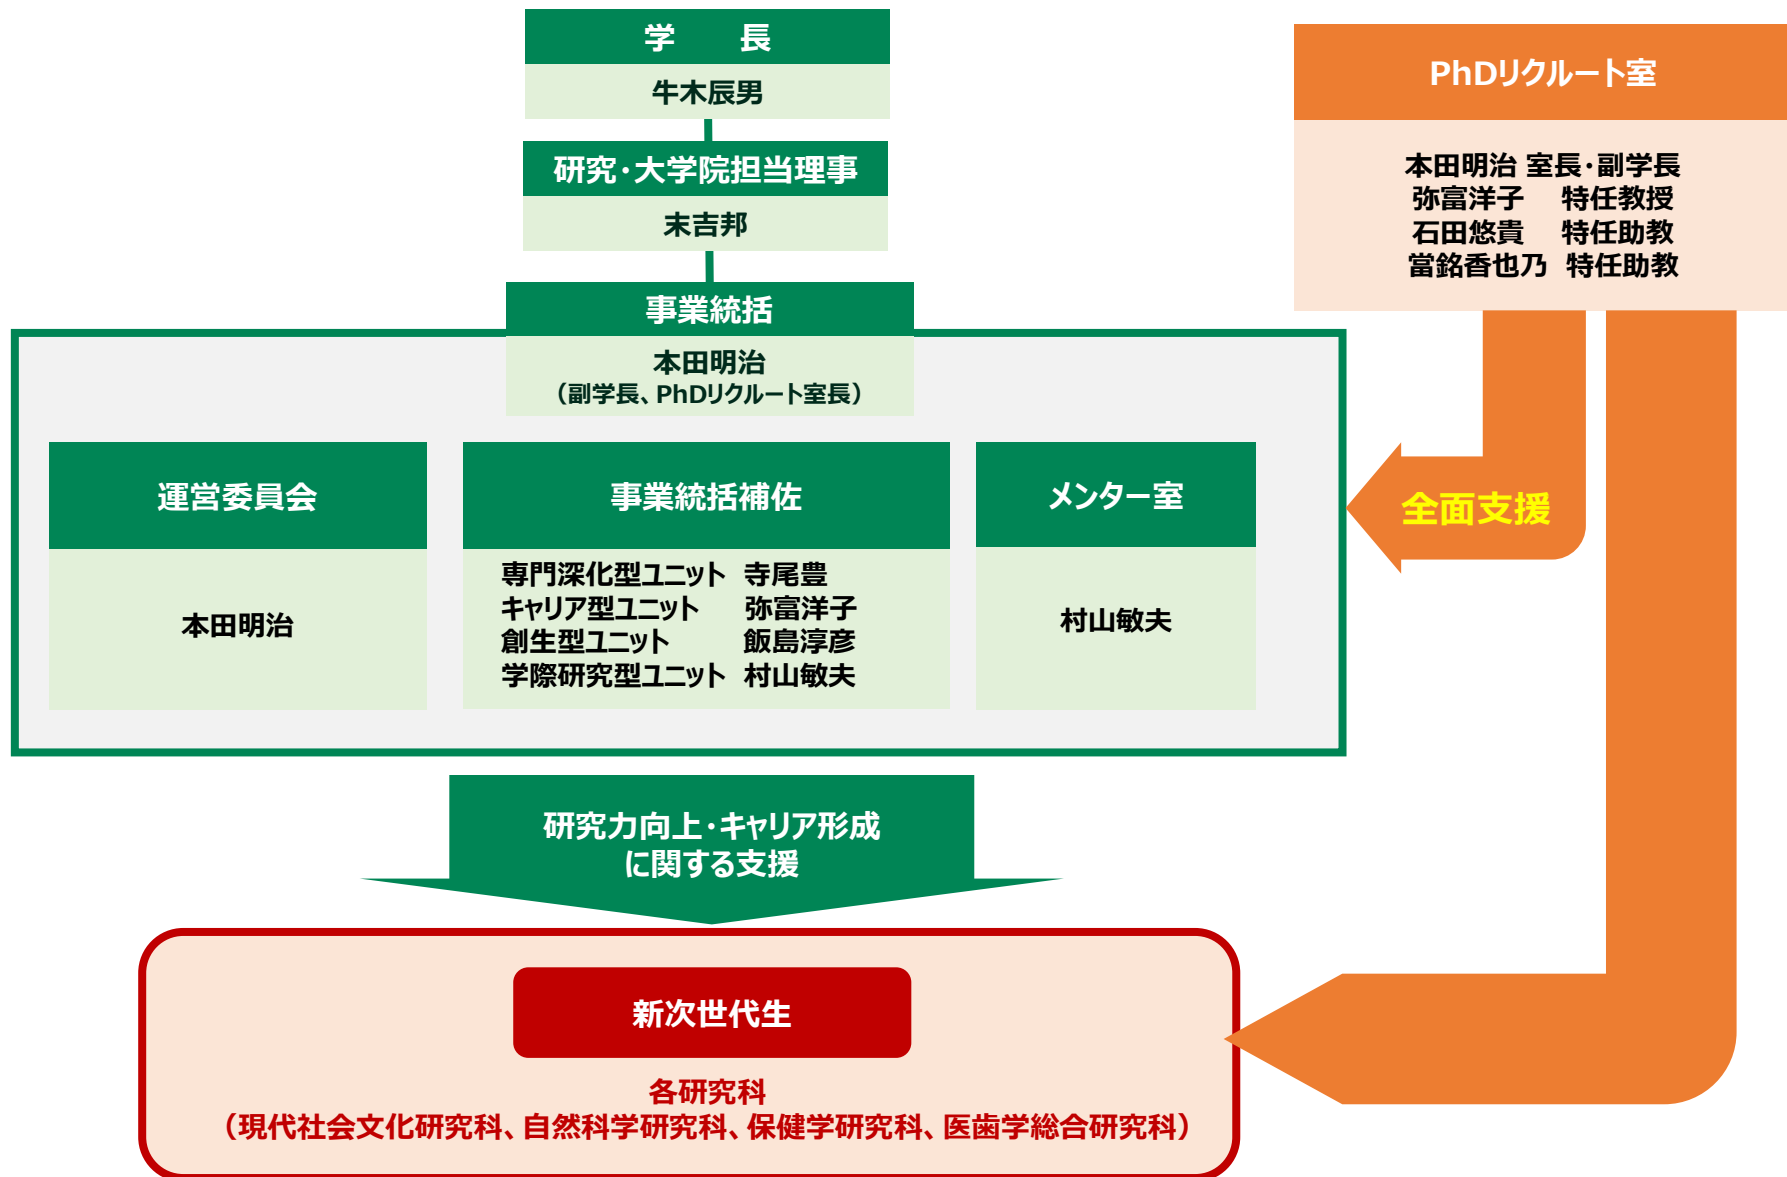 学　長
牛木辰男
研究・大学院担当理事
末吉邦
事業統括
本田明治
（副学長、PhDリクルート室長）
運営委員会
本田明治
事業統括補佐
専門深化型ユニット 寺尾豊
キャリア型ユニット 弥富洋子
創生型ユニット 飯島淳彦
学際研究型ユニット 村山敏夫
メンター室
村山敏夫
PhDリクルート室
本田明治 室長・副学長
弥富洋子 特任教授
石田悠貴 特任助教
當銘香也乃 特任助教
全面支援
研究力向上・キャリア形成
に関する支援
新次世代生
各研究科
（現代社会文化研究科、自然科学研究科、保健学研究科、医歯学総合研究科）